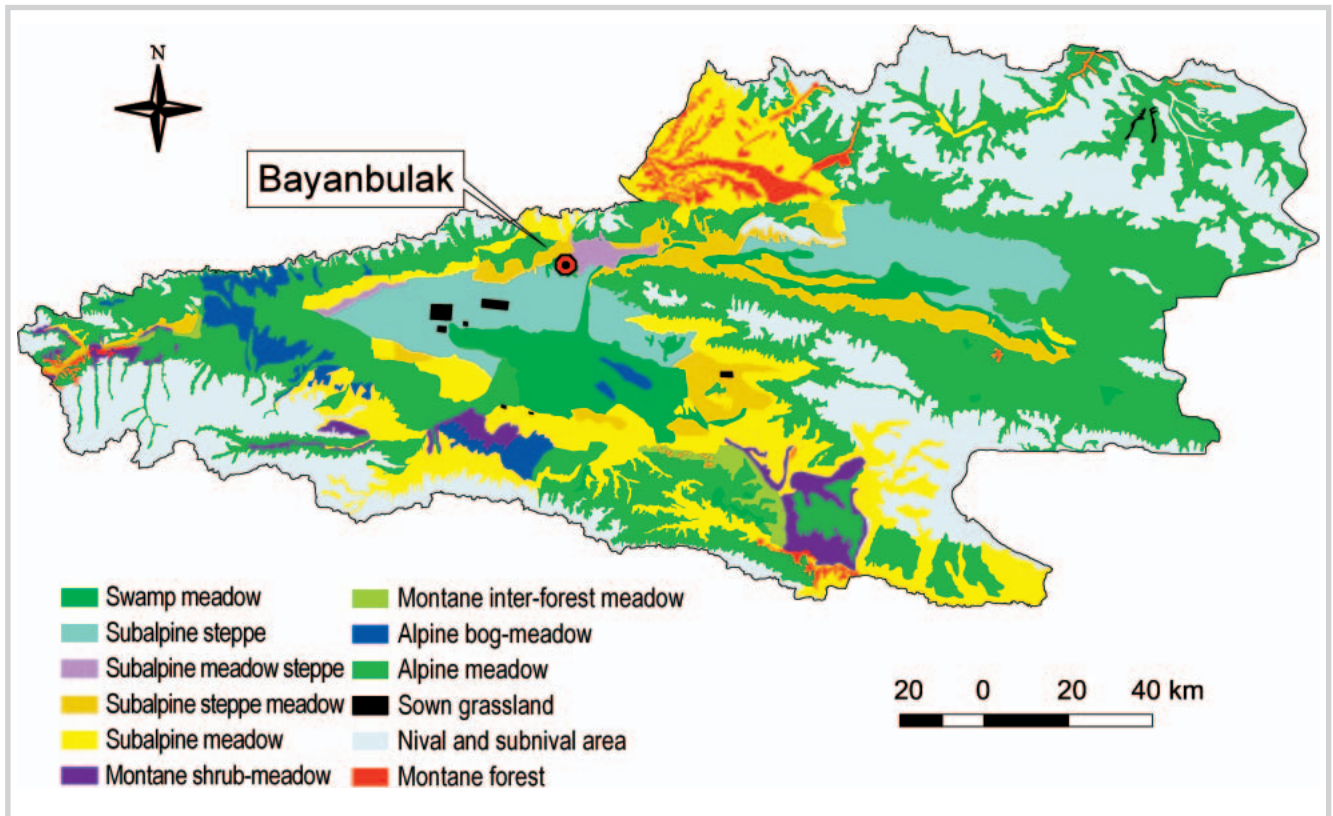 N
Bayanbulak
Swamp meadow
Subalpine steppe
Subalpine meadow steppe
Subalpine steppe meadow
Subalpine meadow
Montane shrub-meadow
Montane inter-forest meadow
Alpine bog-meadow
Alpine meadow
Sown grassland
Nival and subnival area
Montane forest
20 0 20 40 km